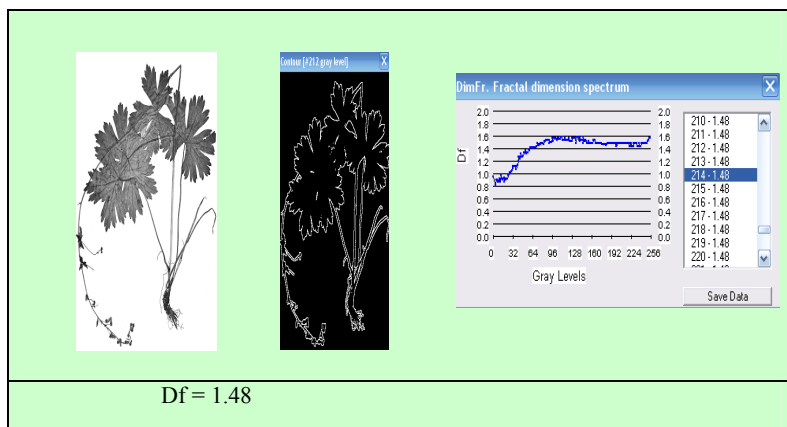 Contour [#212 gray level] X
DimFr. Fractal dimension spectrum X
2.0 2.0
1.8 1.8
1.6 1.6
1.4 1.4
1.2 1.2
1.0 1.0
0.8 0.8
0.6 0.6
0.4 0.4
0.2 0.2
0.0 0.0
Df
0 32 64 96 128 160 192 224 256
Gray Levels
210 - 1.48
211 - 1.48
212 - 1.48
213 - 1.48
214 - 1.48
215 - 1.48
216 - 1.48
217 - 1.48
218 - 1.48
219 - 1.48
220 - 1.48
Save Data
Df = 1.48